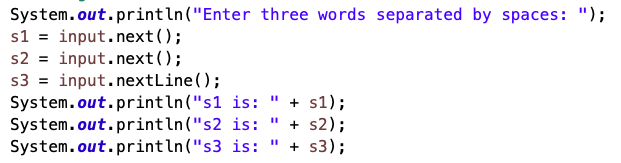 System.out.println("Enter three words separated by spaces: ");
s1 = input.next();
s2 = input.next();
s3 = input.nextLine();
System.out.println("s1 is: " + s1);
System.out.println("s2 is: " + s2);
System.out.println("s3 is: " + s3);